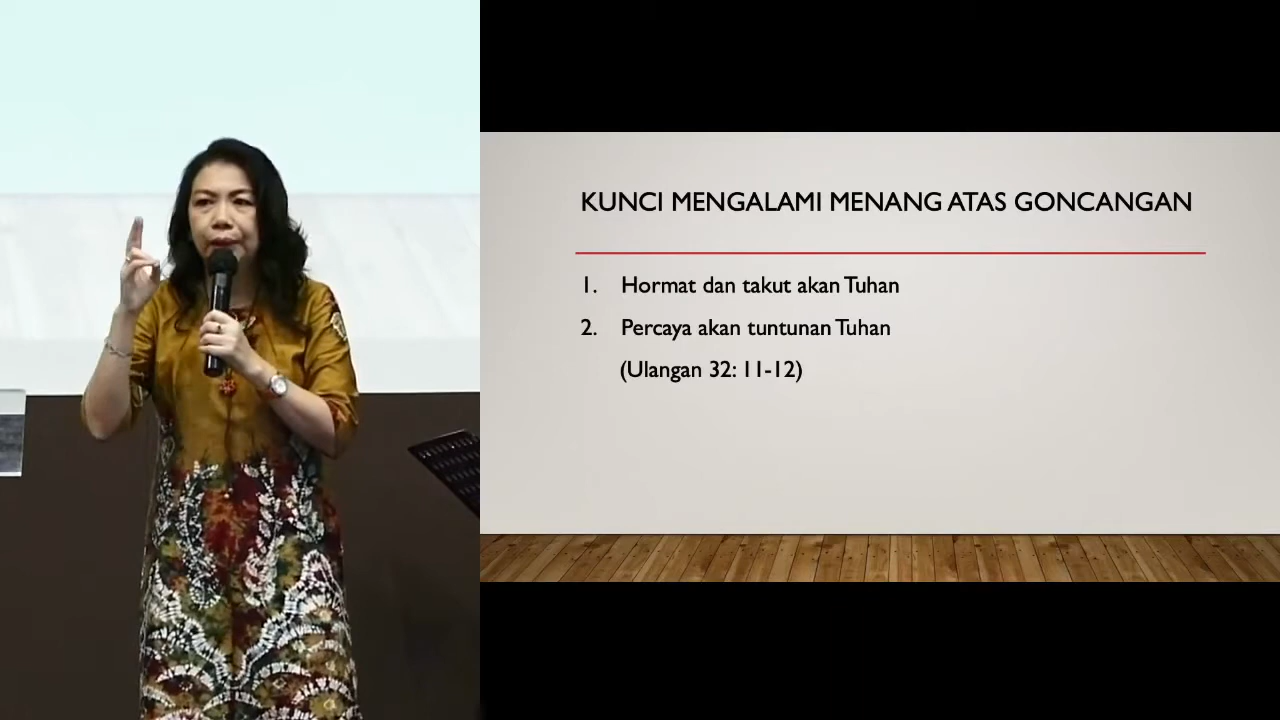 KUNCI MENGALAMI MENANG ATAS GONCANGAN
1. Hormat dan takut akan Tuhan
2. Percaya akan tuntunan Tuhan
(Ulangan 32: 11-12)